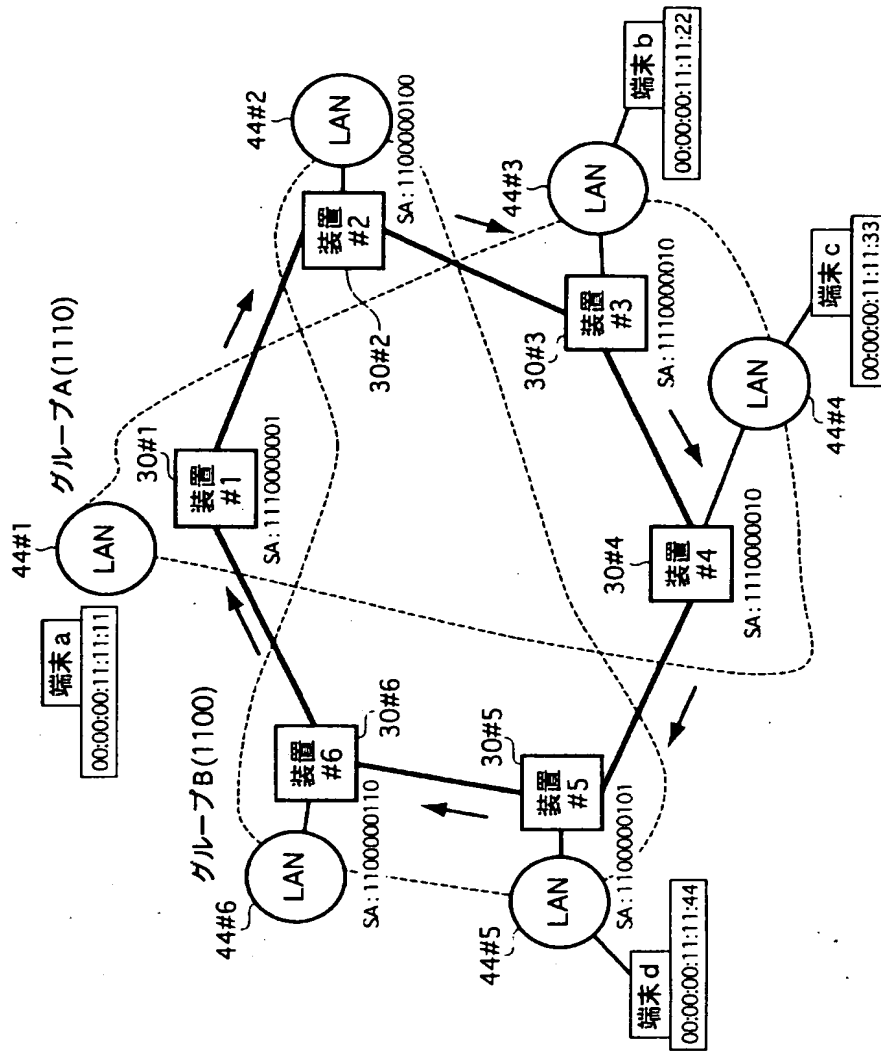 グループA(1110)
44#1
LAN
端末a
00:00:00:11:11:11
30#1
装置
#1
SA:1110000001
44#2
LAN
装置
#2
30#2
SA:1100000100
44#3
LAN
端末b
00:00:00:11:11:22
30#3
装置
#3
SA:1110000010
端末c
00:00:00:11:11:33
LAN
44#4
30#4
装置
#4
SA:1110000010
30#5
装置
#5
SA:1100000101
LAN
44#5
端末d
00:00:00:11:11:44
グループB(1100)
装置
#6
30#6
SA:1100000110
LAN
44#6